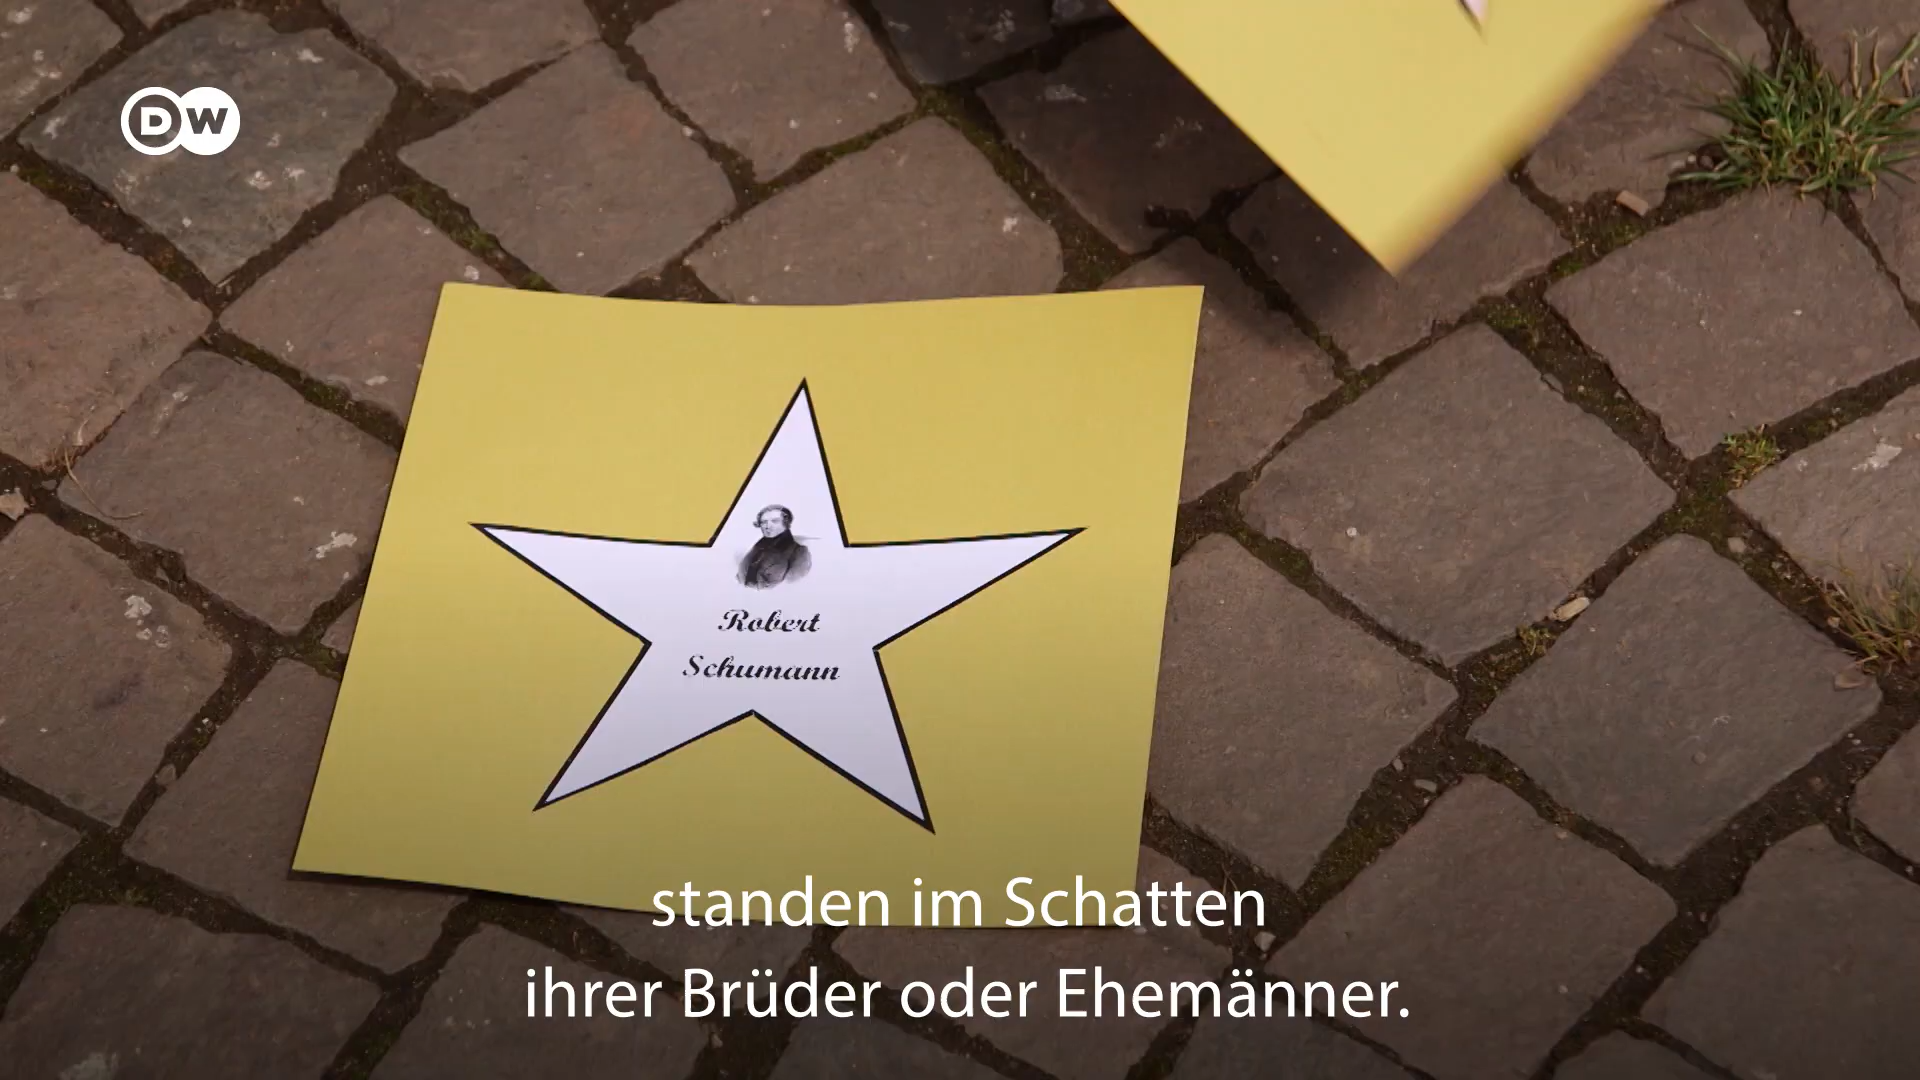 DW
Robert
Schumann
standen im Schatten
ihrer Brüder oder Ehemänner.